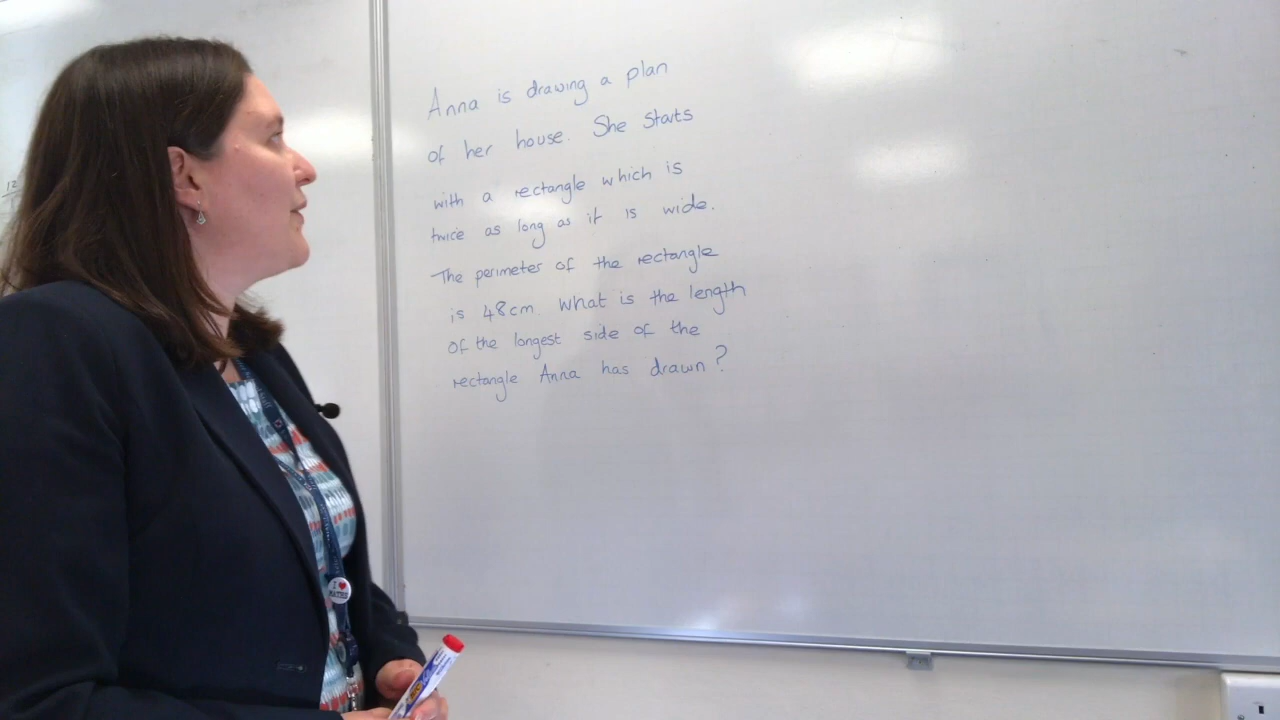 Anna is drawing a plan
of her house. She starts
with a rectangle which is
twice as long as it is wide.
The perimeter of the rectangle
is 48cm. What is the length
of the longest side of the
rectangle Anna has drawn?
12
I ♥
MATHS